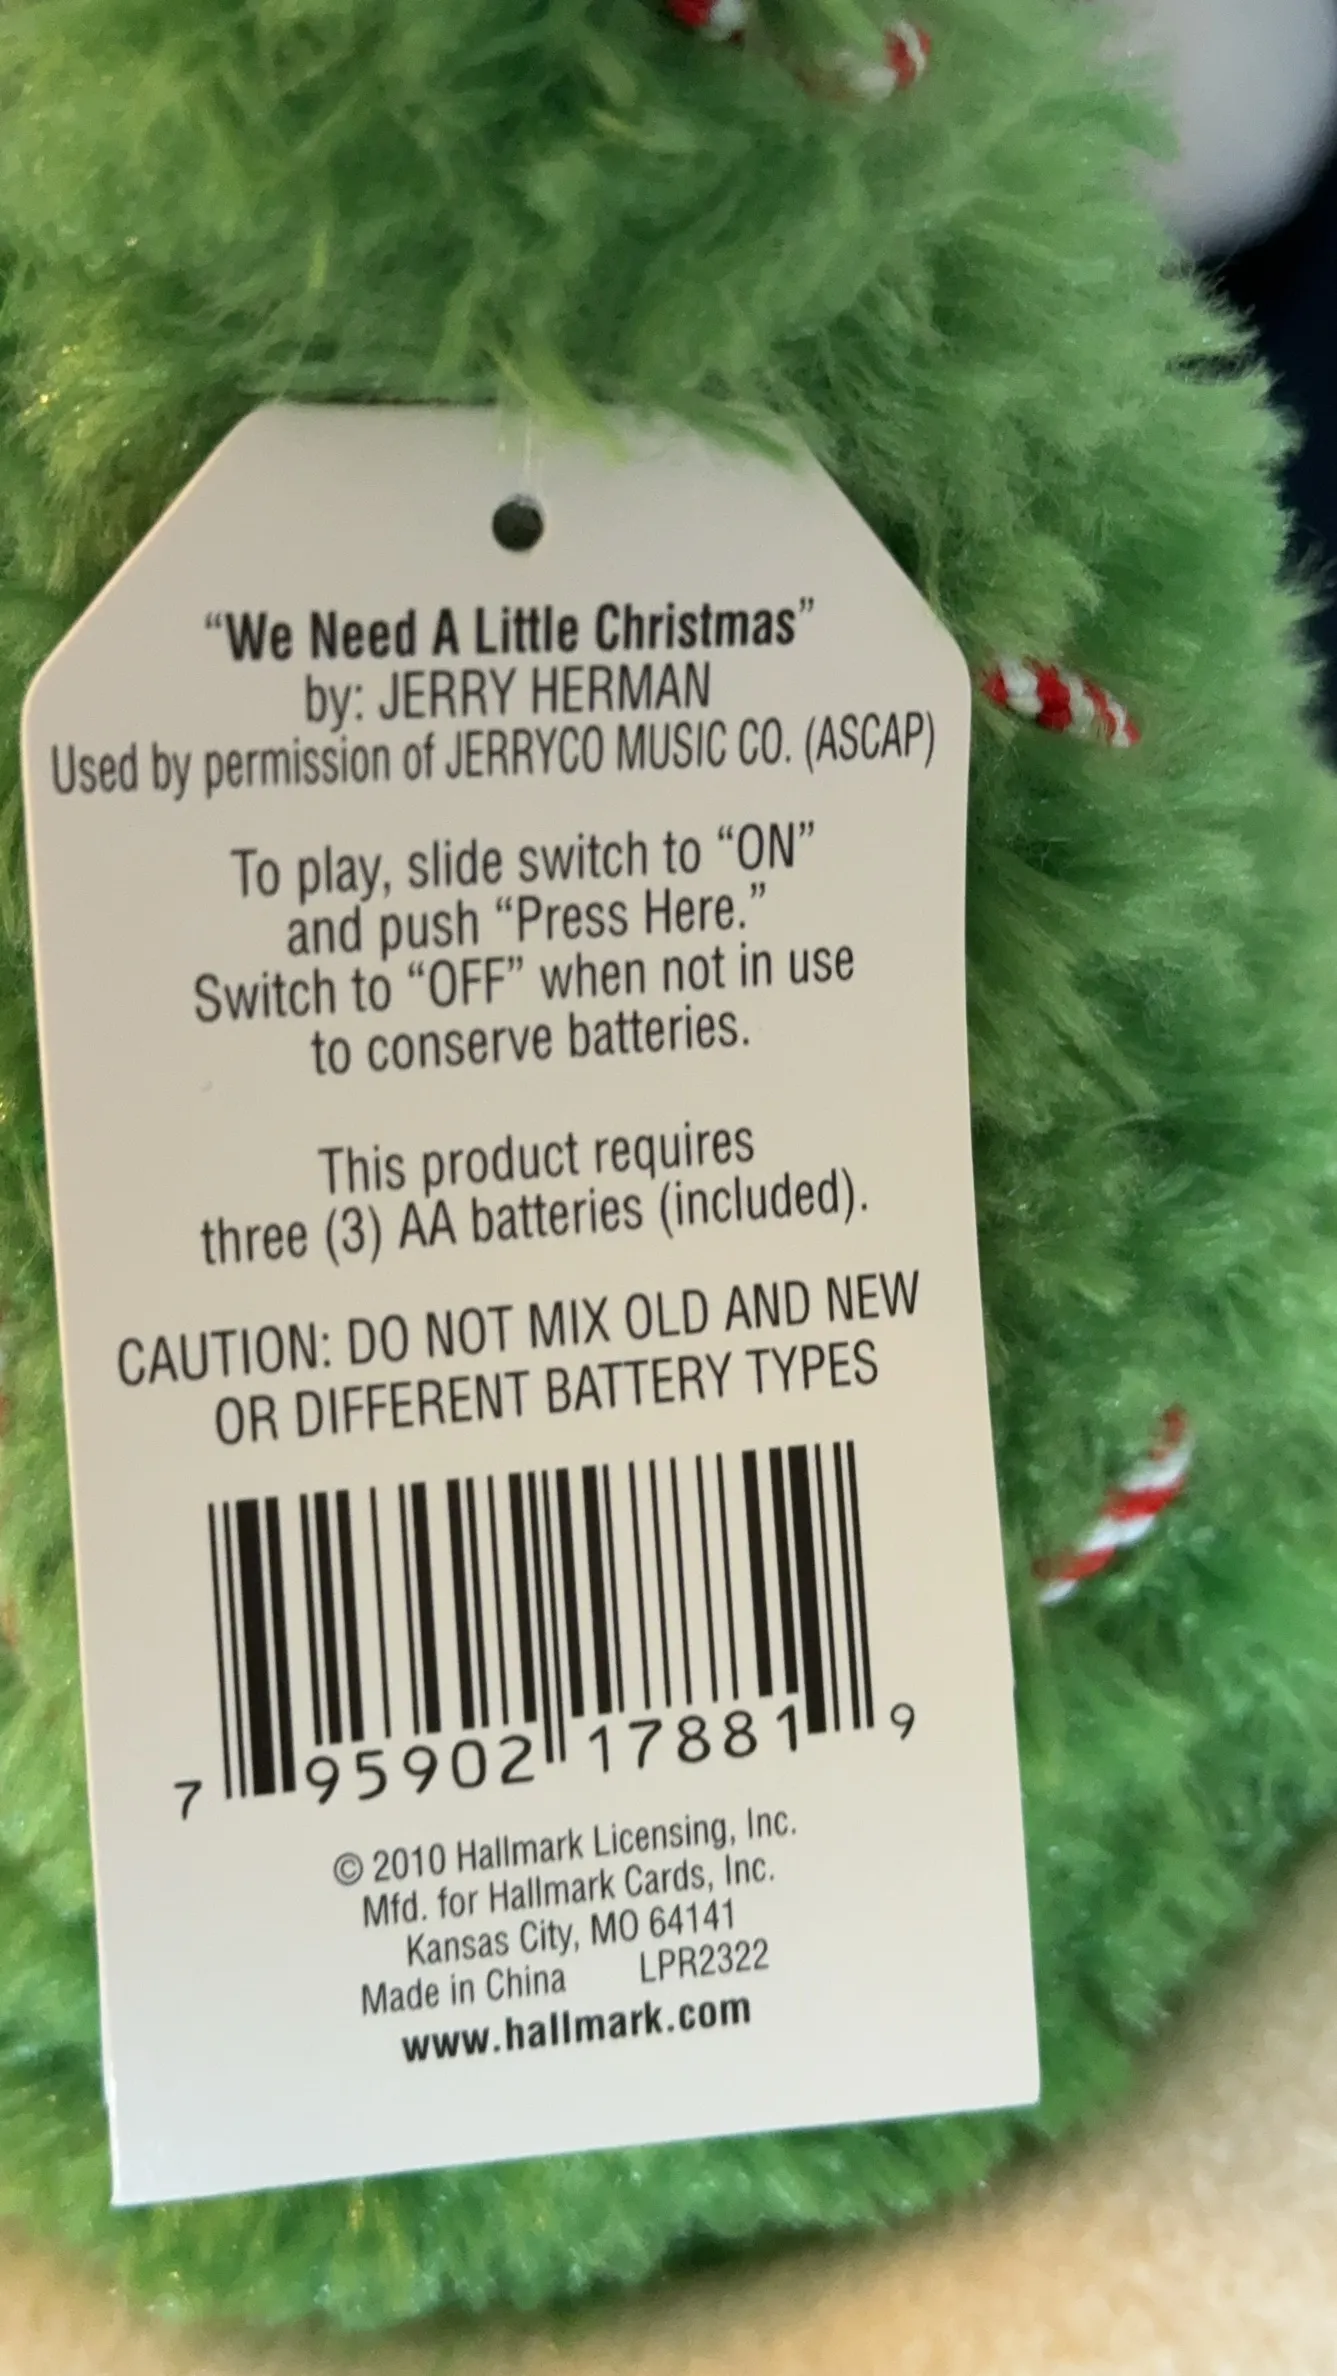 “We Need A Little Christmas”
by: JERRY HERMAN
Used by permission of JERRYCO MUSIC CO. (ASCAP)
To play, slide switch to “ON”
and push “Press Here.”
Switch to “OFF” when not in use
to conserve batteries.
This product requires
three (3) AA batteries (included).
CAUTION: DO NOT MIX OLD AND NEW
OR DIFFERENT BATTERY TYPES
7 95902 17881 9
© 2010 Hallmark Licensing, Inc.
Mfd. for Hallmark Cards, Inc.
Kansas City, MO 64141
Made in China LPR2322
www.hallmark.com